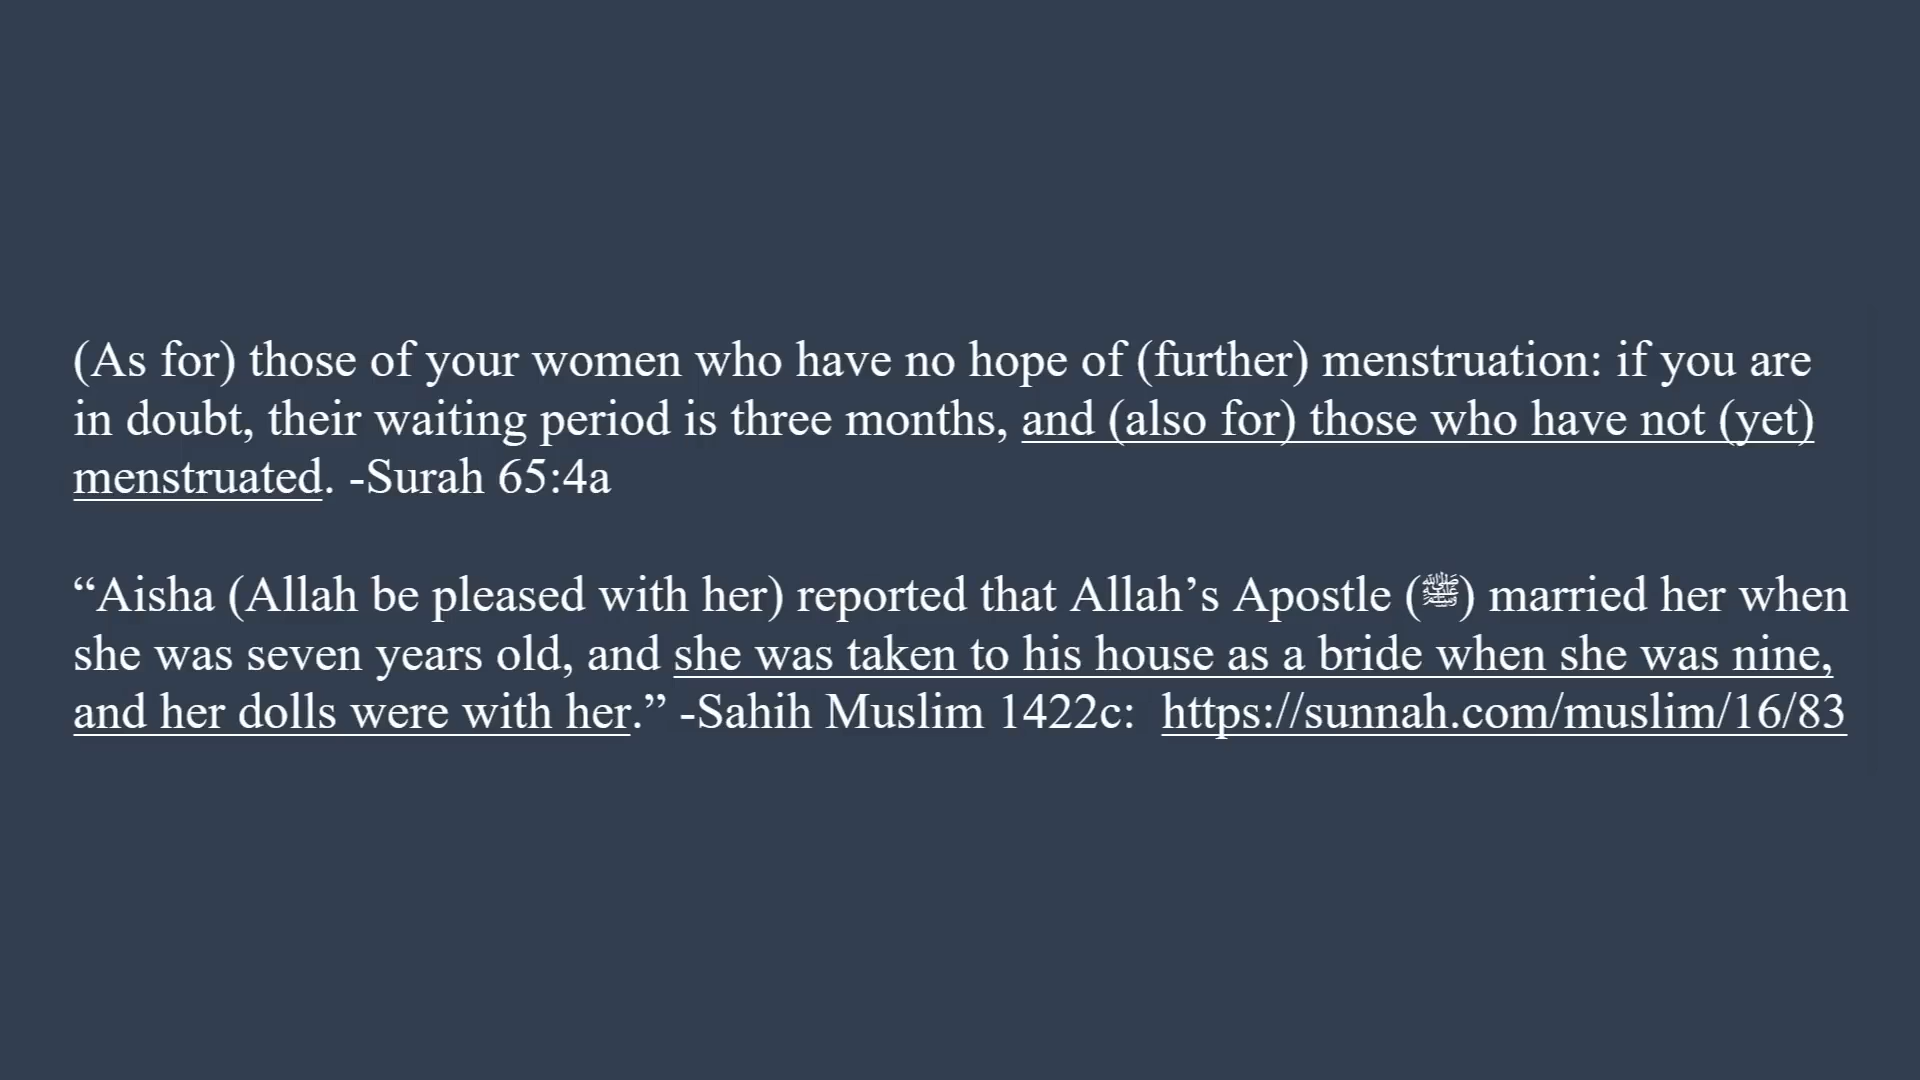 (As for) those of your women who have no hope of (further) menstruation: if you are
in doubt, their waiting period is three months, and (also for) those who have not (yet)
menstruated. -Surah 65:4a
“Aisha (Allah be pleased with her) reported that Allah’s Apostle (ﷺ) married her when
she was seven years old, and she was taken to his house as a bride when she was nine,
and her dolls were with her.” -Sahih Muslim 1422c: https://sunnah.com/muslim/16/83